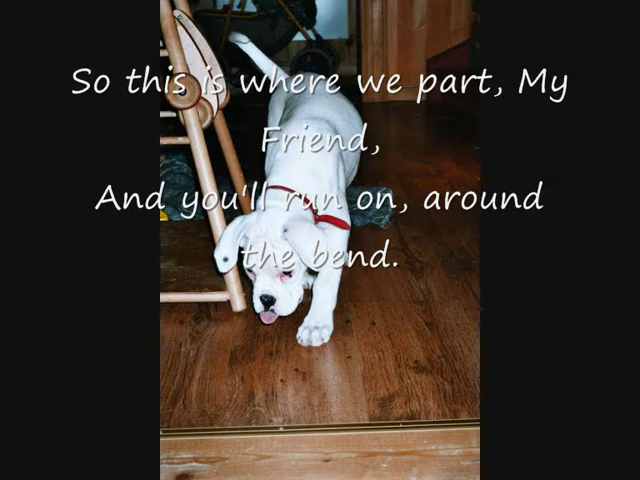 So this is where we part, My
Friend,
And you'll run on, around
the bend.